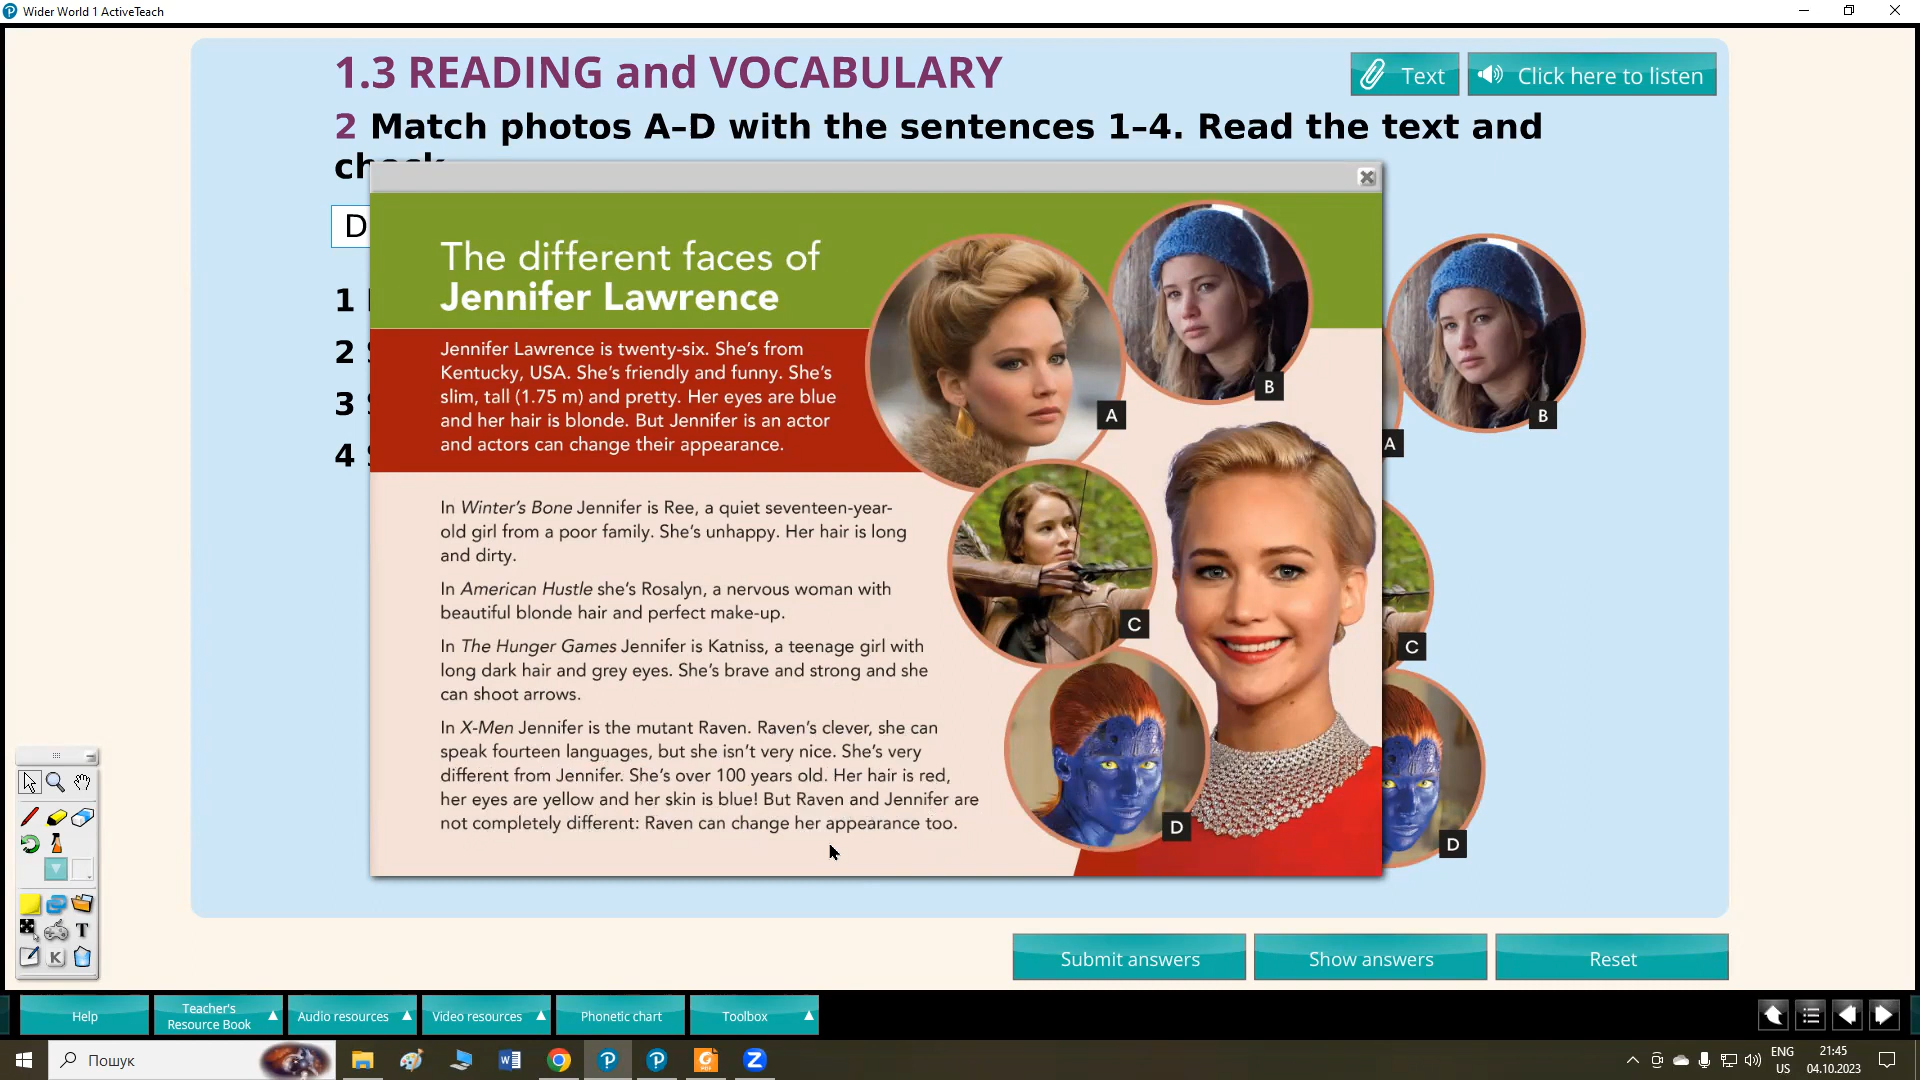 Wider World 1 ActiveTeach
1.3 READING and VOCABULARY
Text
Click here to listen
2 Match photos A–D with the sentences 1–4. Read the text and
D
1
2
3
4
The different faces of
Jennifer Lawrence
Jennifer Lawrence is twenty-six. She's from
Kentucky, USA. She's friendly and funny. She's
slim, tall (1.75 m) and pretty. Her eyes are blue
and her hair is blonde. But Jennifer is an actor
and actors can change their appearance.
In Winter's Bone Jennifer is Ree, a quiet seventeen-year-
old girl from a poor family. She's unhappy. Her hair is long
and dirty.
In American Hustle she's Rosalyn, a nervous woman with
beautiful blonde hair and perfect make-up.
In The Hunger Games Jennifer is Katniss, a teenage girl with
long dark hair and grey eyes. She's brave and strong and she
can shoot arrows.
In X-Men Jennifer is the mutant Raven. Raven's clever, she can
speak fourteen languages, but she isn't very nice. She's very
different from Jennifer. She's over 100 years old. Her hair is red,
her eyes are yellow and her skin is blue! But Raven and Jennifer are
not completely different: Raven can change her appearance too.
A
B
C
D
A
B
C
D
T
K
Submit answers
Show answers
Reset
Help
Teacher's
Resource Book
Audio resources
Video resources
Phonetic chart
Toolbox
Пошук
ENG
US
21:45
04.10.2023